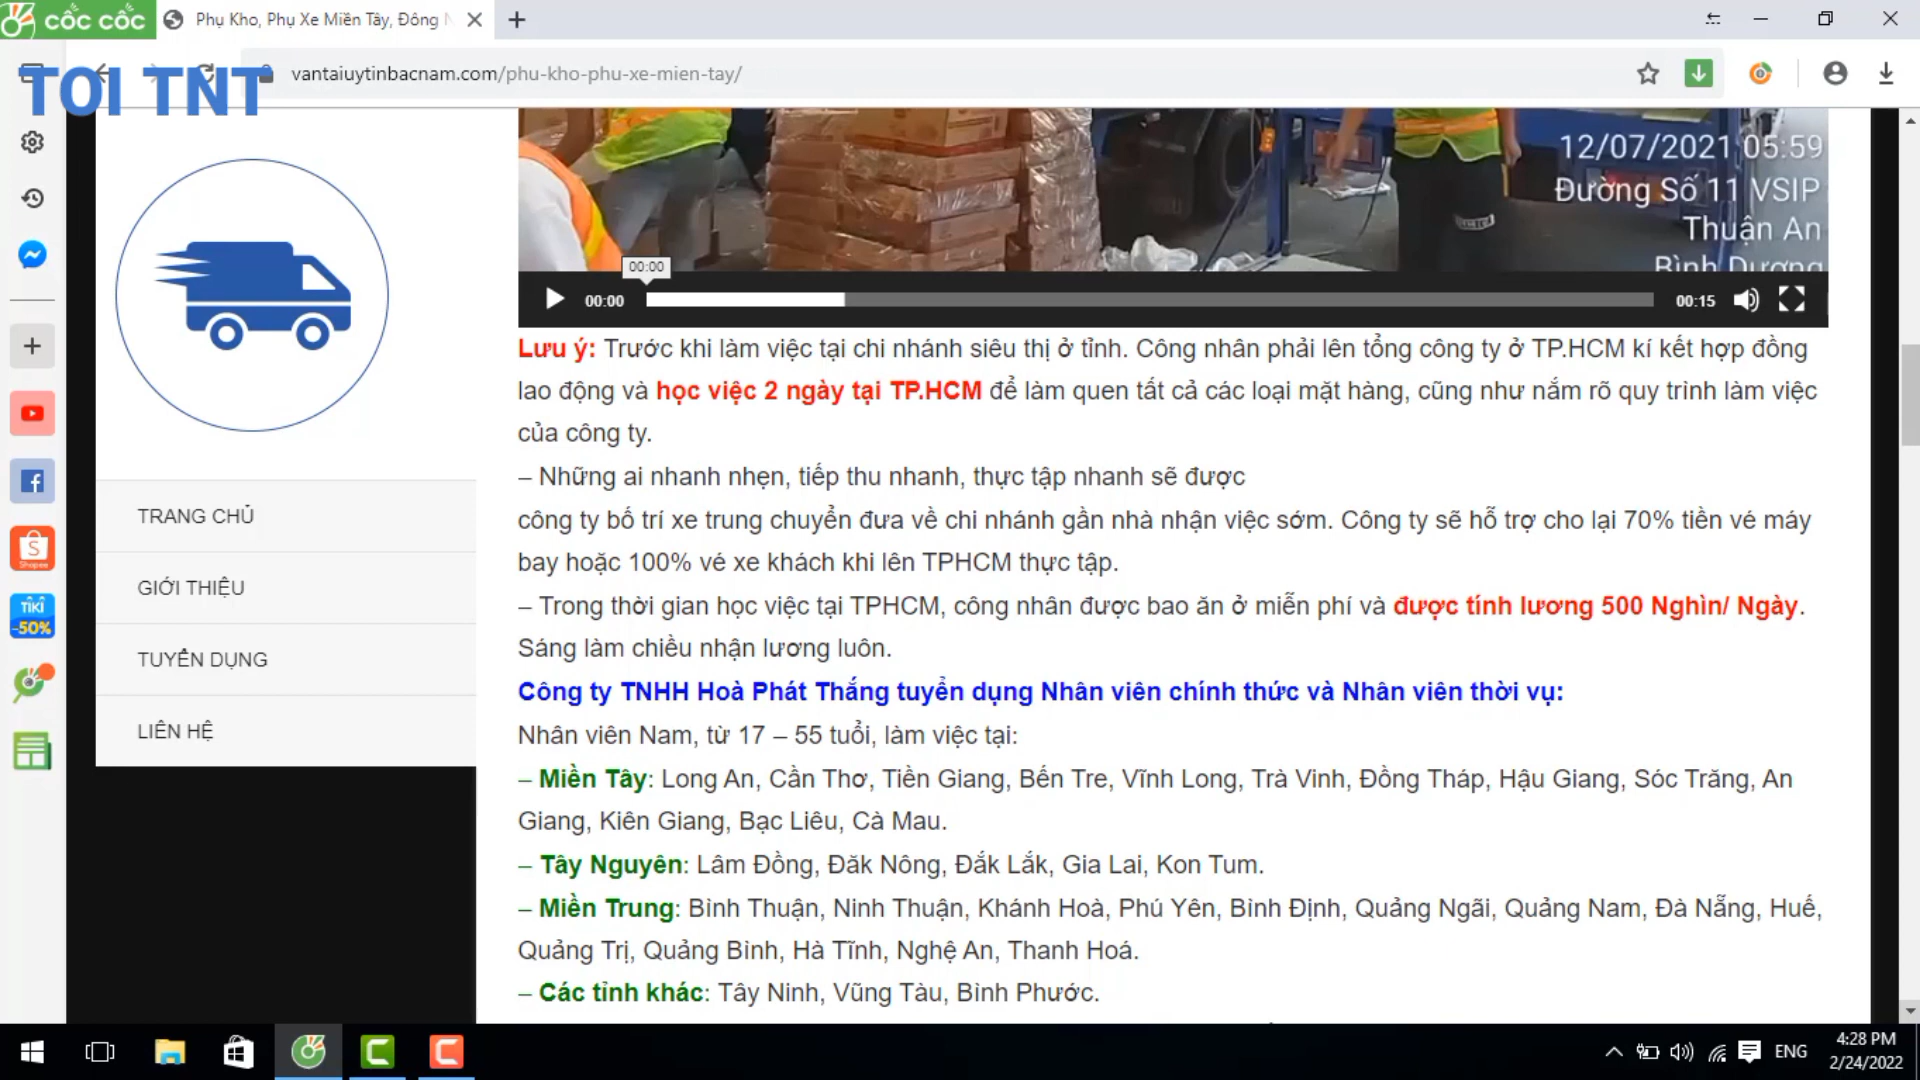 cốc cốc
Phụ Kho, Phụ Xe Miền Tây, Đông
TOI TNT
vantaiuytinbacnam.com/phu-kho-phu-xe-mien-tay/
12/07/2021 05:59
Đường Số 11 VSIP
Thuận An
Bình Dương
00:00
00:00
00:15
Shopee
TIKI
-50%
TRANG CHỦ
GIỚI THIỆU
TUYỂN DỤNG
LIÊN HỆ
Lưu ý: Trước khi làm việc tại chi nhánh siêu thị ở tỉnh. Công nhân phải lên tổng công ty ở TP.HCM kí kết hợp đồng
lao động và học việc 2 ngày tại TP.HCM để làm quen tất cả các loại mặt hàng, cũng như nắm rõ quy trình làm việc
của công ty.
– Những ai nhanh nhẹn, tiếp thu nhanh, thực tập nhanh sẽ được
công ty bố trí xe trung chuyển đưa về chi nhánh gần nhà nhận việc sớm. Công ty sẽ hỗ trợ cho lại 70% tiền vé máy
bay hoặc 100% vé xe khách khi lên TPHCM thực tập.
– Trong thời gian học việc tại TPHCM, công nhân được bao ăn ở miễn phí và được tính lương 500 Nghìn/ Ngày.
Sáng làm chiều nhận lương luôn.
Công ty TNHH Hoà Phát Thắng tuyển dụng Nhân viên chính thức và Nhân viên thời vụ:
Nhân viên Nam, từ 17 – 55 tuổi, làm việc tại:
– Miền Tây: Long An, Cần Thơ, Tiền Giang, Bến Tre, Vĩnh Long, Trà Vinh, Đồng Tháp, Hậu Giang, Sóc Trăng, An
Giang, Kiên Giang, Bạc Liêu, Cà Mau.
– Tây Nguyên: Lâm Đồng, Đăk Nông, Đắk Lắk, Gia Lai, Kon Tum.
– Miền Trung: Bình Thuận, Ninh Thuận, Khánh Hoà, Phú Yên, Bình Định, Quảng Ngãi, Quảng Nam, Đà Nẵng, Huế,
Quảng Trị, Quảng Bình, Hà Tĩnh, Nghệ An, Thanh Hoá.
– Các tỉnh khác: Tây Ninh, Vũng Tàu, Bình Phước.
ENG
4:28 PM
2/24/2022